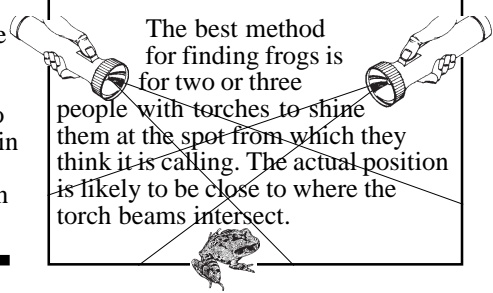 The best method
for finding frogs is
for two or three
people with torches to shine
them at the spot from which they
think it is calling. The actual position
is likely to be close to where the
torch beams intersect.